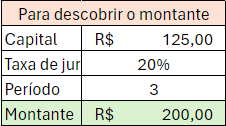 Para descobrir o montante
Capital R$ 125,00
Taxa de jur 20%
Período 3
Montante R$ 200,00